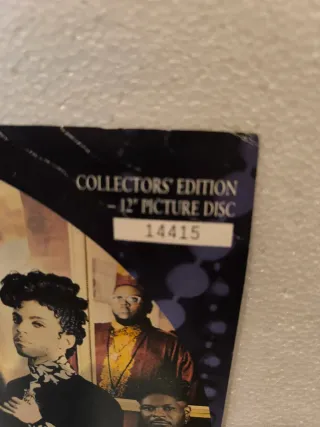 COLLECTORS' EDITION
– 12" PICTURE DISC
14415